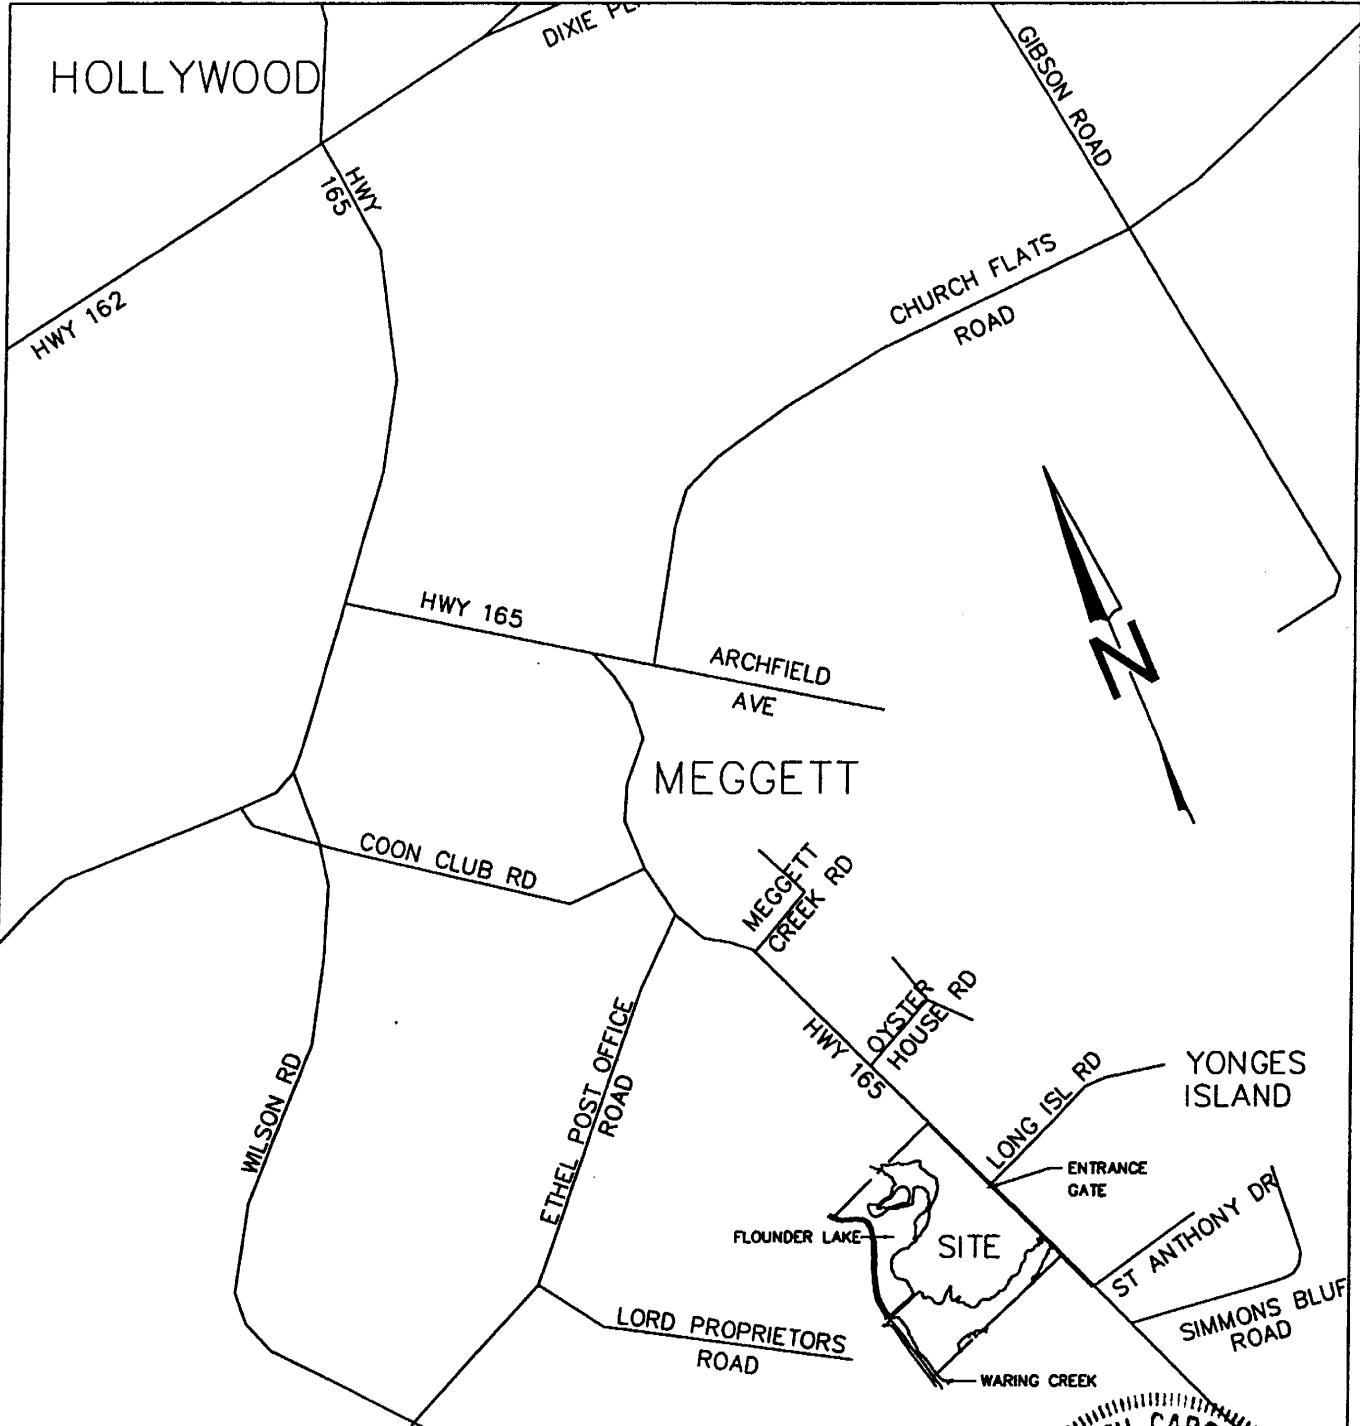 DIXIE
HOLLYWOOD
GIBSON ROAD
HWY
165
CHURCH FLATS
ROAD
HWY 162
HWY 165
ARCHFIELD
AVE
N
MEGGETT
COON CLUB RD
MEGGETT
CREEK RD
OYSTER
HOUSE RD
HWY 165
YONGES
ISLAND
LONG ISL RD
WILSON RD
ETHEL POST OFFICE
ROAD
ENTRANCE
GATE
FLOUNDER LAKE
SITE
ST ANTHONY DR
SIMMONS BLUF
ROAD
LORD PROPRIETORS
ROAD
WARING CREEK